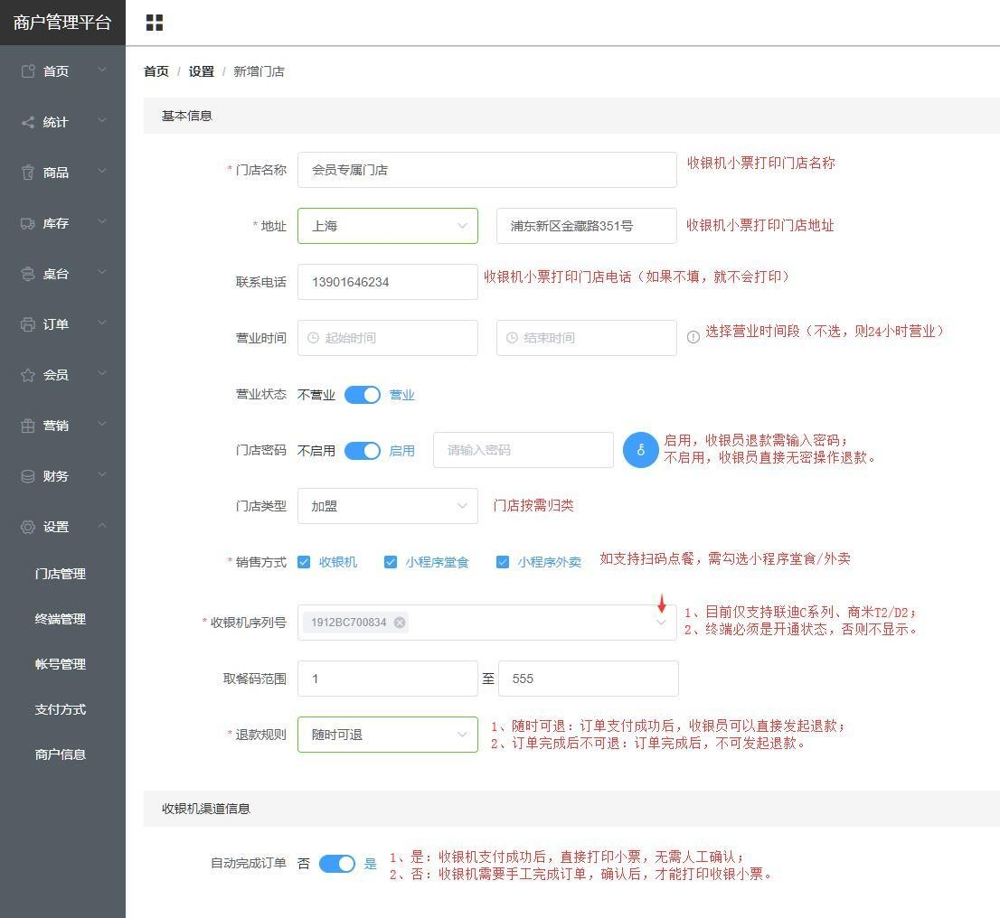 商户管理平台
首页
统计
商品
库存
桌台
订单
会员
营销
财务
设置
门店管理
终端管理
帐号管理
支付方式
商户信息
首页 / 设置 / 新增门店
基本信息
* 门店名称 会员专属门店 收银机小票打印门店名称
* 地址 上海 浦东新区金藏路351号 收银机小票打印门店地址
联系电话 13901646234 收银机小票打印门店电话（如果不填，就不会打印）
营业时间 起始时间 结束时间 选择营业时间段（不选，则24小时营业）
营业状态 不营业 营业
门店密码 不启用 启用 请输入密码 启用，收银员退款需输入密码；
不启用，收银员直接无密操作退款。
门店类型 加盟 门店按需归类
* 销售方式 收银机 小程序堂食 小程序外卖 如支持扫码点餐，需勾选小程序堂食/外卖
* 收银机序列号 1912BC700834 1、目前仅支持联迪C系列、商米T2/D2；
2、终端必须是开通状态，否则不显示。
取餐码范围 1 至 555
* 退款规则 随时可退 1、随时可退：订单支付成功后，收银员可以直接发起退款；
2、订单完成后不可退：订单完成后，不可发起退款。
收银机渠道信息
自动完成订单 否 是 1、是：收银机支付成功后，直接打印小票，无需人工确认；
2、否：收银机需要手工完成订单，确认后，才能打印收银小票。